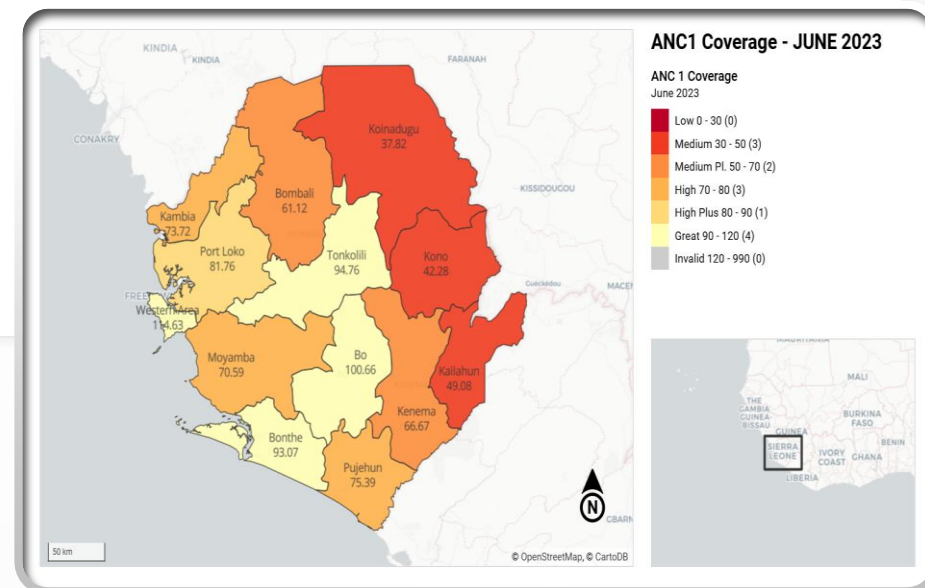 ANC1 Coverage - JUNE 2023
ANC 1 Coverage
June 2023
Low 0 - 30 (0)
Medium 30 - 50 (3)
Medium Pl. 50 - 70 (2)
High 70 - 80 (3)
High Plus 80 - 90 (1)
Great 90 - 120 (4)
Invalid 120 - 990 (0)
KINDIA
KINDIA
FARANAH
CONAKRY
Koinadugu
37.82
KISSIDOUGOU
Bombali
61.12
Kambia
73.72
Port Loko
81.76
Tonkolili
94.76
Kono
42.28
Guéckédou
Western Area
114.63
Moyamba
70.59
Bo
100.66
Kailahun
49.08
Kenema
66.67
Bonthe
93.07
Pujehun
75.39
N
50 km
© OpenStreetMap, © CartoDB
MALI
THE
GAMBIA
GUINEA-
BISSAU
BURKINA
FASO
GUINEA
BENIN
SIERRA
LEONE
IVORY
COAST
GHANA
LIBERIA